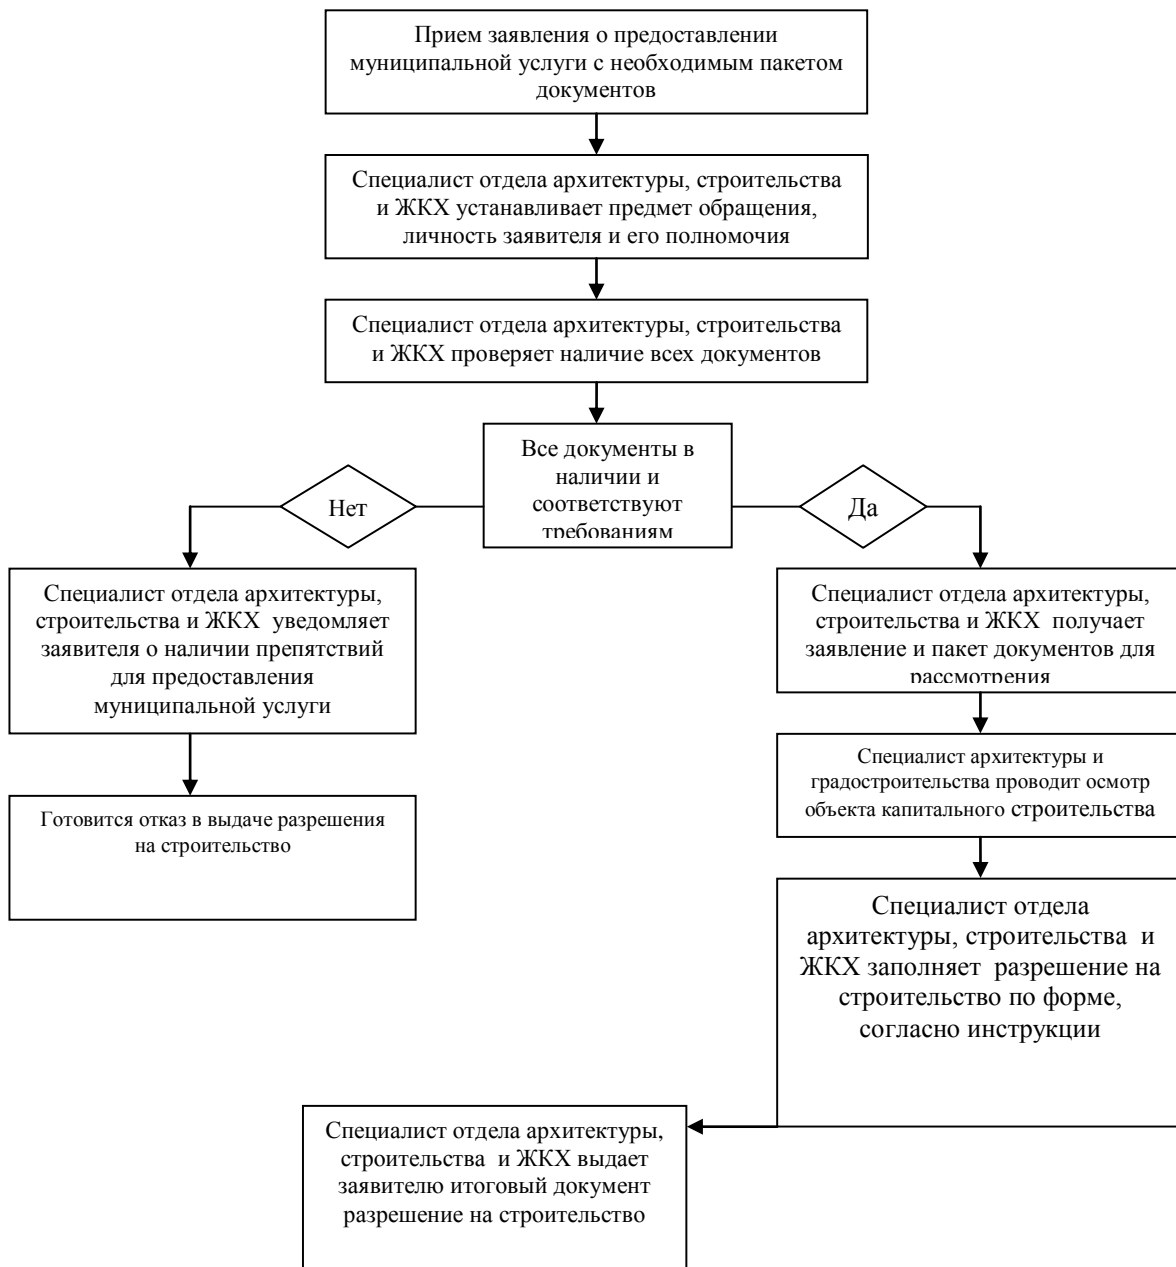 Прием заявления о предоставлении
муниципальной услуги с необходимым пакетом
документов
Специалист отдела архитектуры, строительства
и ЖКХ устанавливает предмет обращения,
личность заявителя и его полномочия
Специалист отдела архитектуры, строительства
и ЖКХ проверяет наличие всех документов
Все документы в
наличии и
соответствуют
требованиям
Нет
Да
Специалист отдела архитектуры,
строительства и ЖКХ уведомляет
заявителя о наличии препятствий
для предоставления
муниципальной услуги
Готовится отказ в выдаче разрешения
на строительство
Специалист отдела архитектуры,
строительства и ЖКХ получает
заявление и пакет документов для
рассмотрения
Специалист архитектуры и
градостроительства проводит осмотр
объекта капитального строительства
Специалист отдела
архитектуры, строительства и
ЖКХ заполняет разрешение на
строительство по форме,
согласно инструкции
Специалист отдела архитектуры,
строительства и ЖКХ выдает
заявителю итоговый документ
разрешение на строительство